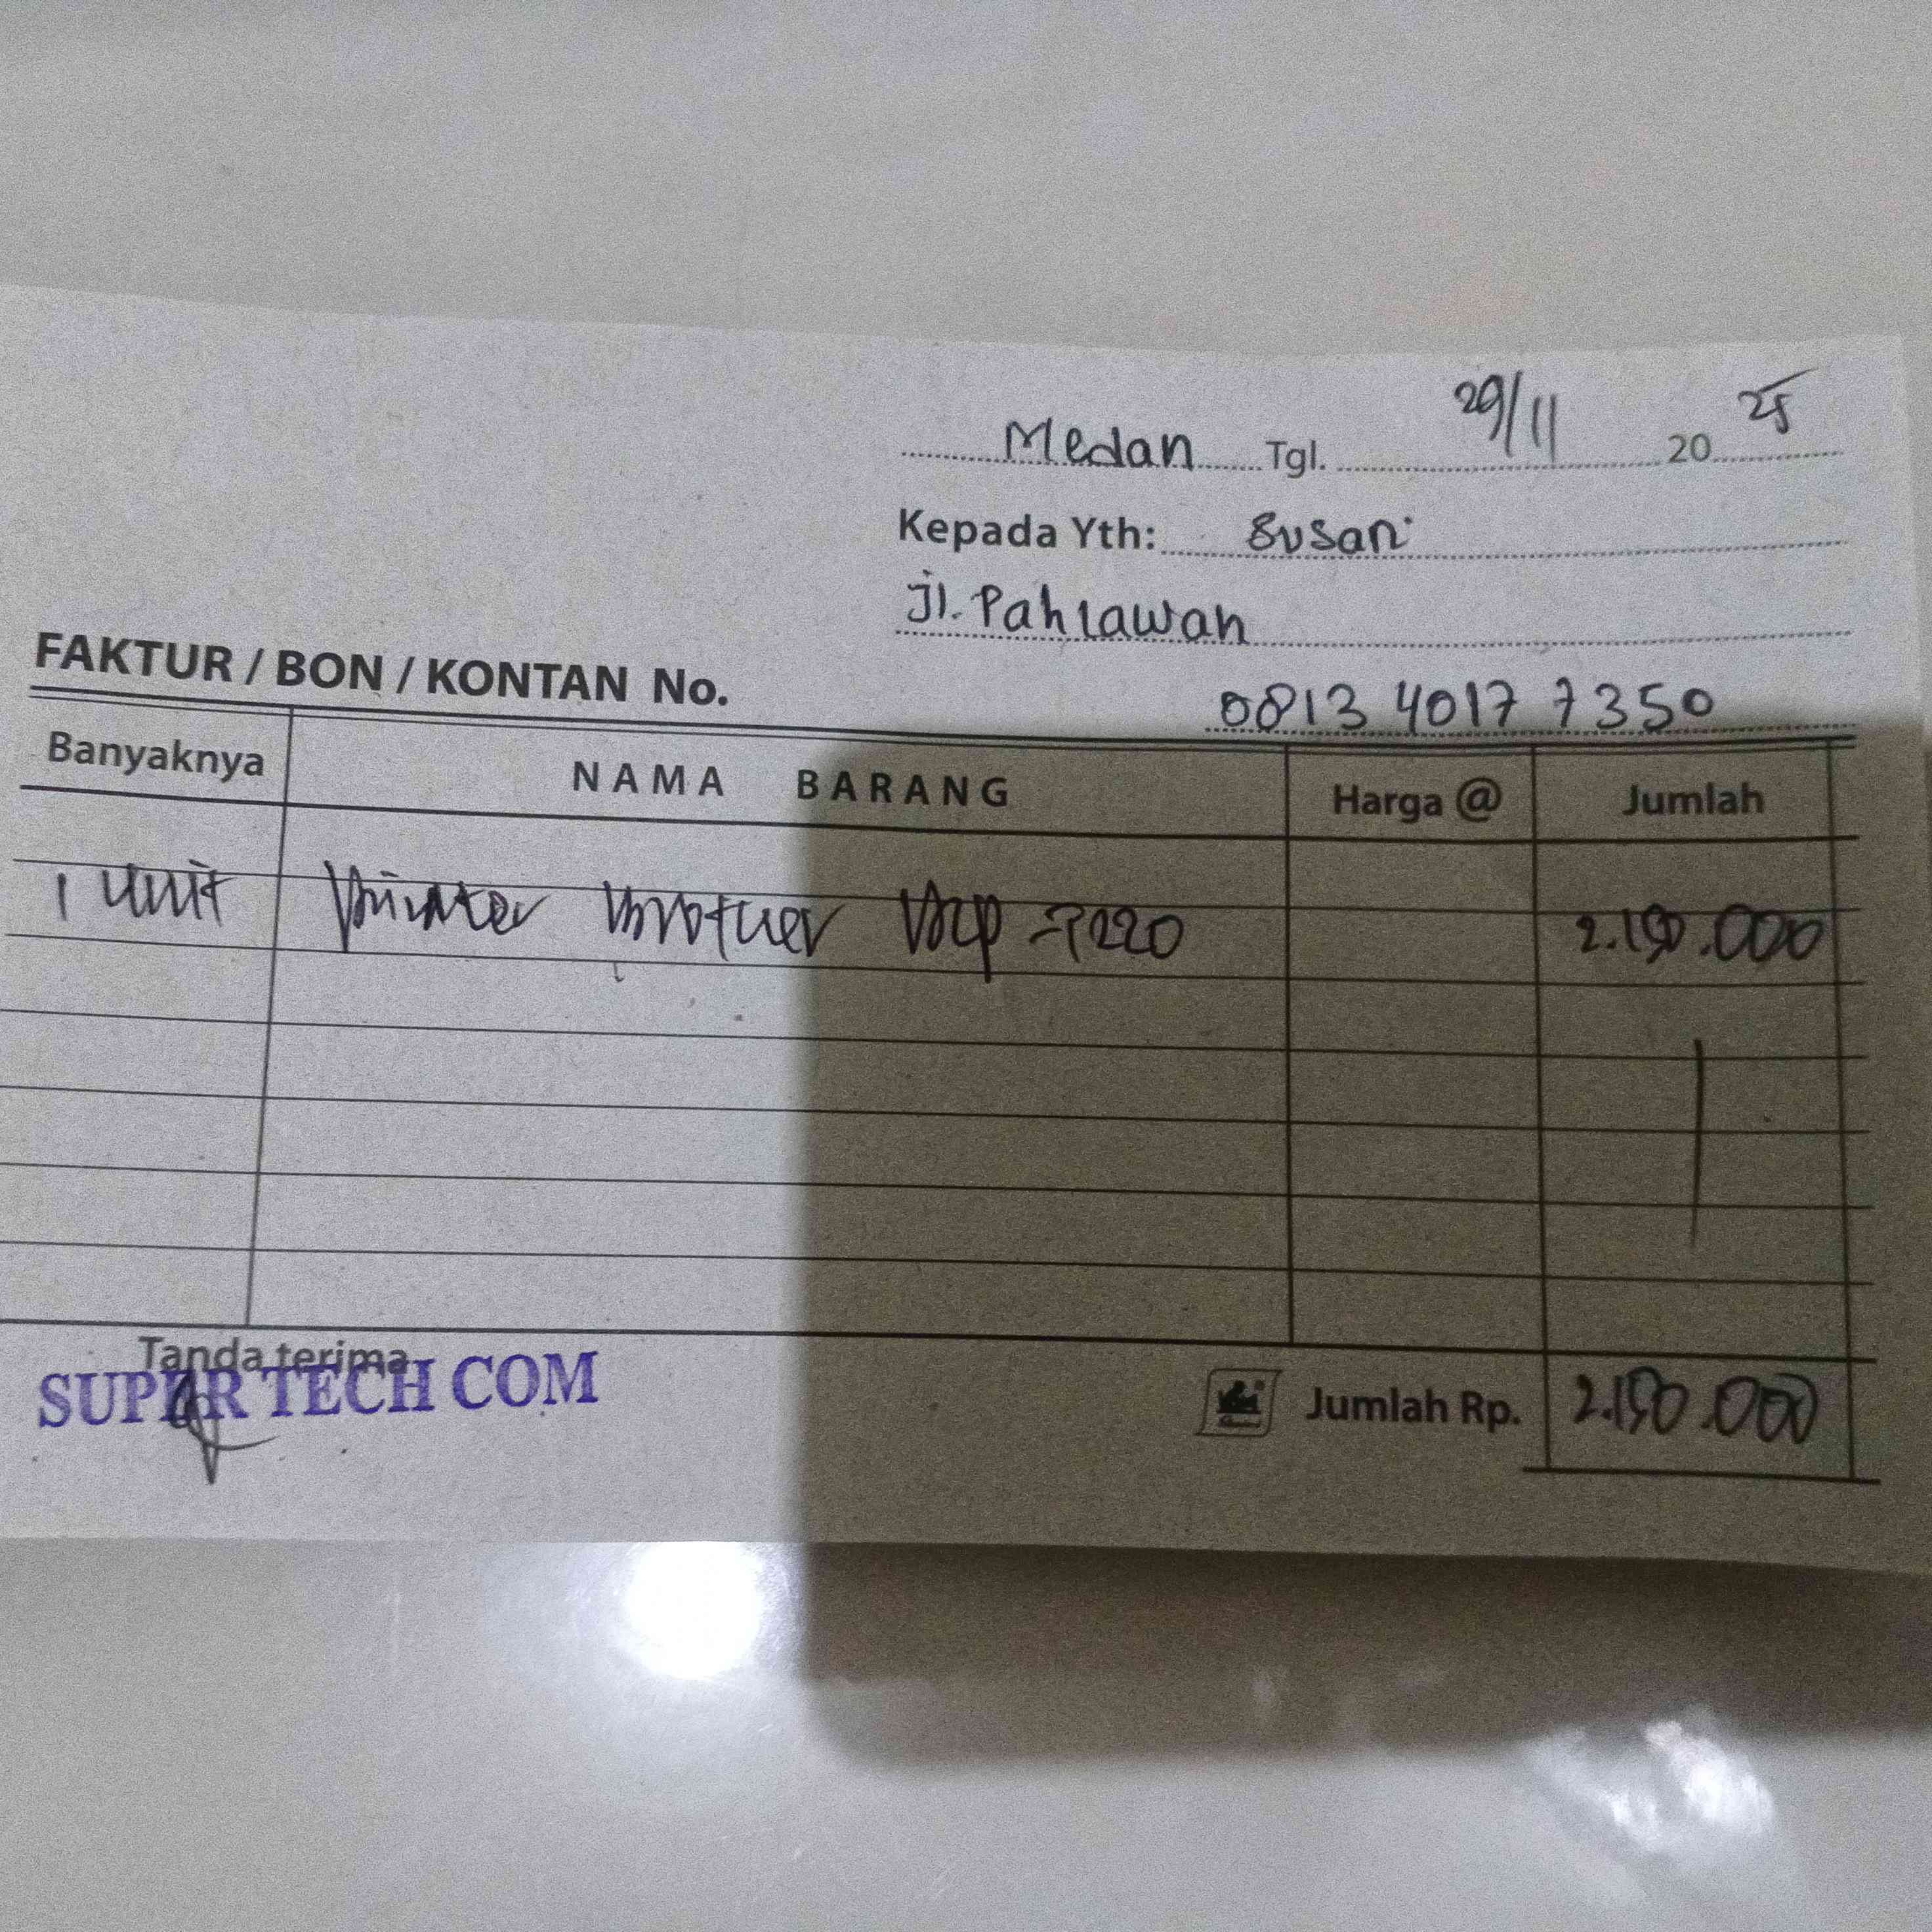 Medan Tgl. 29/11 20 25
Kepada Yth: Susan
Jl. Pahlawan
0813 4017 7350
FAKTUR / BON / KONTAN No.
Banyaknya NAMA BARANG Harga @ Jumlah
1 Unit Printer Brother Dcp-T220 2.150.000
Tanda terima
SUPER TECH COM
Jumlah Rp. 2.150.000